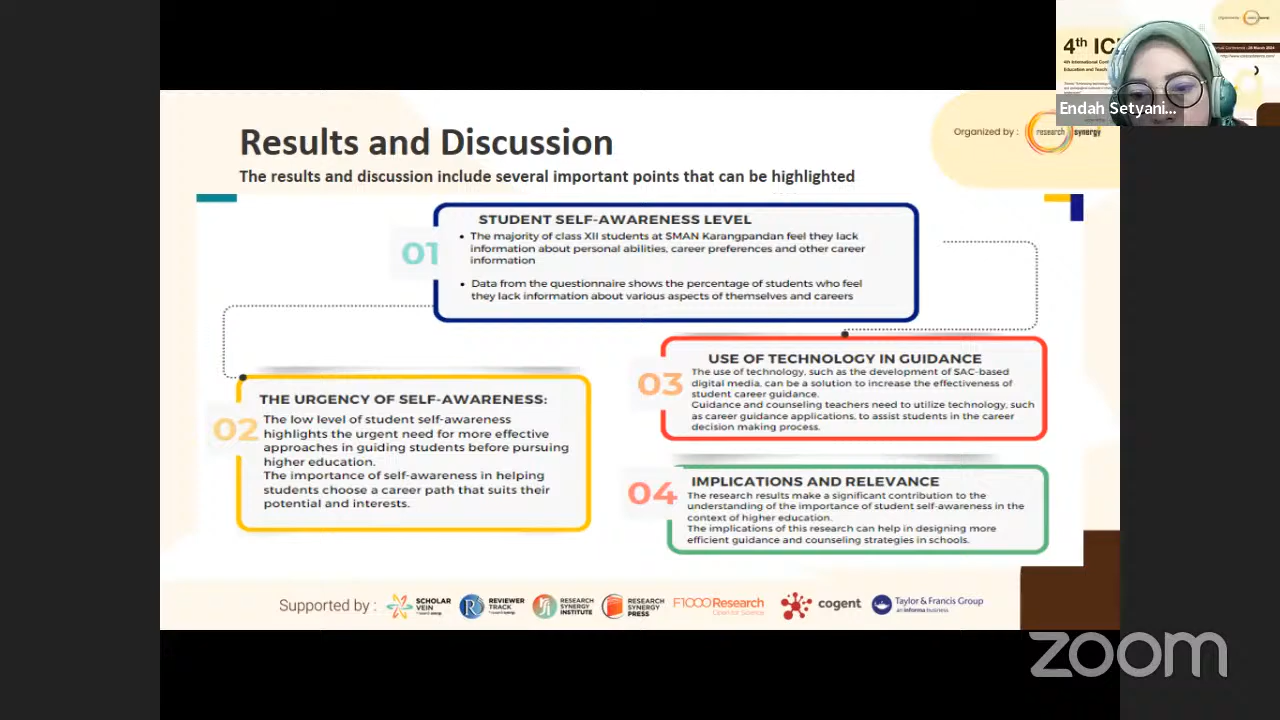 4th IC
4th International Con
Education and Teach
http://www.
Endah Setyani...
Organized by :
research synergy
Results and Discussion
The results and discussion include several important points that can be highlighted
01
STUDENT SELF-AWARENESS LEVEL
• The majority of class XII students at SMAN Karangpandan feel they lack
information about personal abilities, career preferences and other career
information
• Data from the questionnaire shows the percentage of students who feel
they lack information about various aspects of themselves and careers
02
THE URGENCY OF SELF-AWARENESS:
The low level of student self-awareness
highlights the urgent need for more effective
approaches in guiding students before pursuing
higher education.
The importance of self-awareness in helping
students choose a career path that suits their
potential and interests.
03
USE OF TECHNOLOGY IN GUIDANCE
The use of technology, such as the development of SAC-based
digital media, can be a solution to increase the effectiveness of
student career guidance.
Guidance and counseling teachers need to utilize technology, such
as career guidance applications, to assist students in the career
decision making process.
04
IMPLICATIONS AND RELEVANCE
The research results make a significant contribution to the
understanding of the importance of student self-awareness in the
context of higher education.
The implications of this research can help in designing more
efficient guidance and counseling strategies in schools.
Supported by :
SCHOLAR
VEIN
REVIEWER
TRACK
RESEARCH
SYNERGY
INSTITUTE
RESEARCH
SYNERGY
PRESS
F1000Research
Open for Science
cogent
Taylor & Francis Group
an informa business
zoom